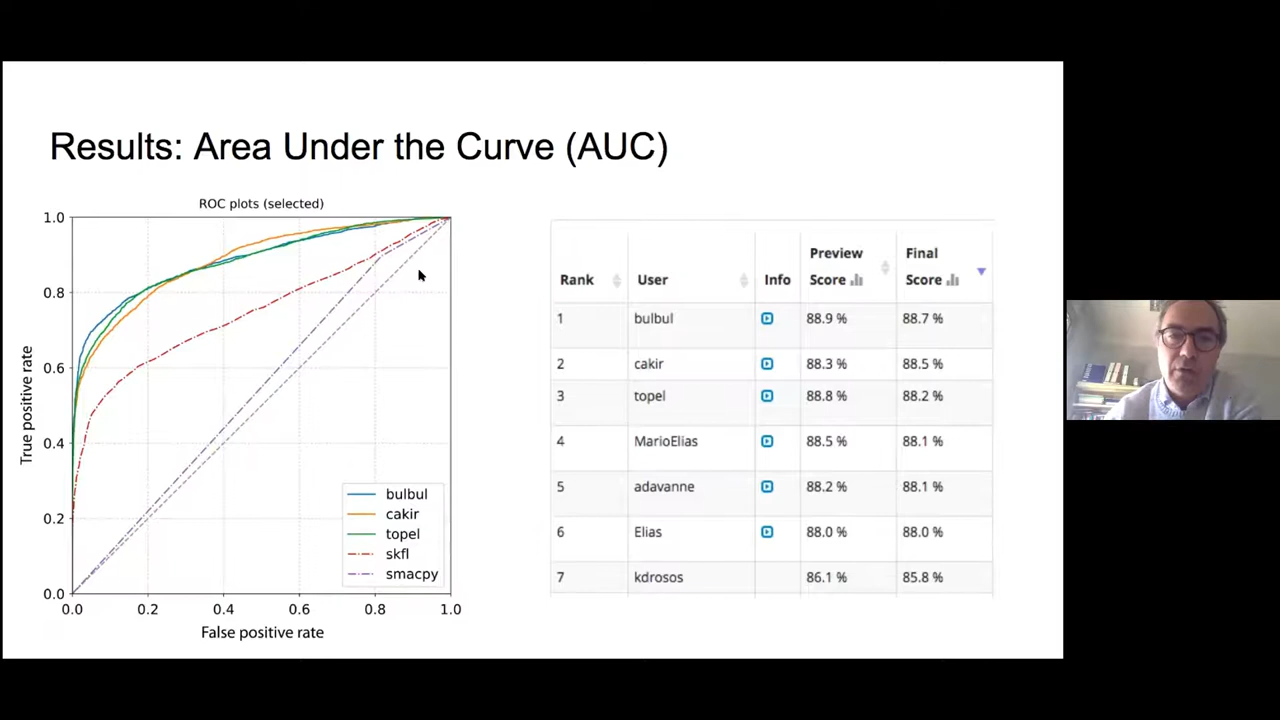 Results: Area Under the Curve (AUC)
ROC plots (selected)
1.0
0.8
0.6
0.4
0.2
0.0
0.0 0.2 0.4 0.6 0.8 1.0
True positive rate
False positive rate
bulbul
cakir
topel
skfl
smacpy
Rank User Info Preview Score Final Score
1 bulbul 88.9 % 88.7 %
2 cakir 88.3 % 88.5 %
3 topel 88.8 % 88.2 %
4 MarioElias 88.5 % 88.1 %
5 adavanne 88.2 % 88.1 %
6 Elias 88.0 % 88.0 %
7 kdrosos 86.1 % 85.8 %